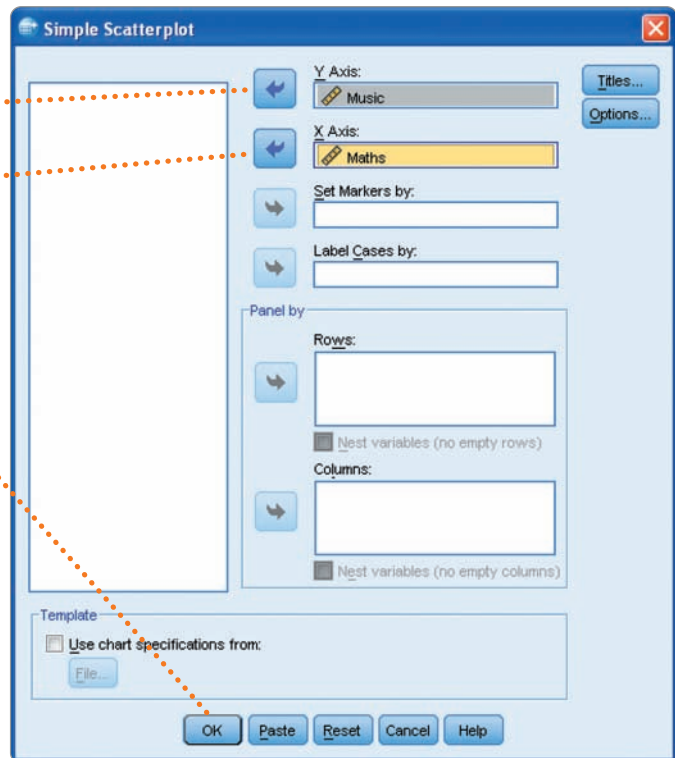 Simple Scatterplot
Y Axis:
Music
X Axis:
Maths
Set Markers by:
Label Cases by:
Titles...
Options...
Panel by
Rows:
Nest variables (no empty rows)
Columns:
Nest variables (no empty columns)
Template
Use chart specifications from:
File...
OK Paste Reset Cancel Help